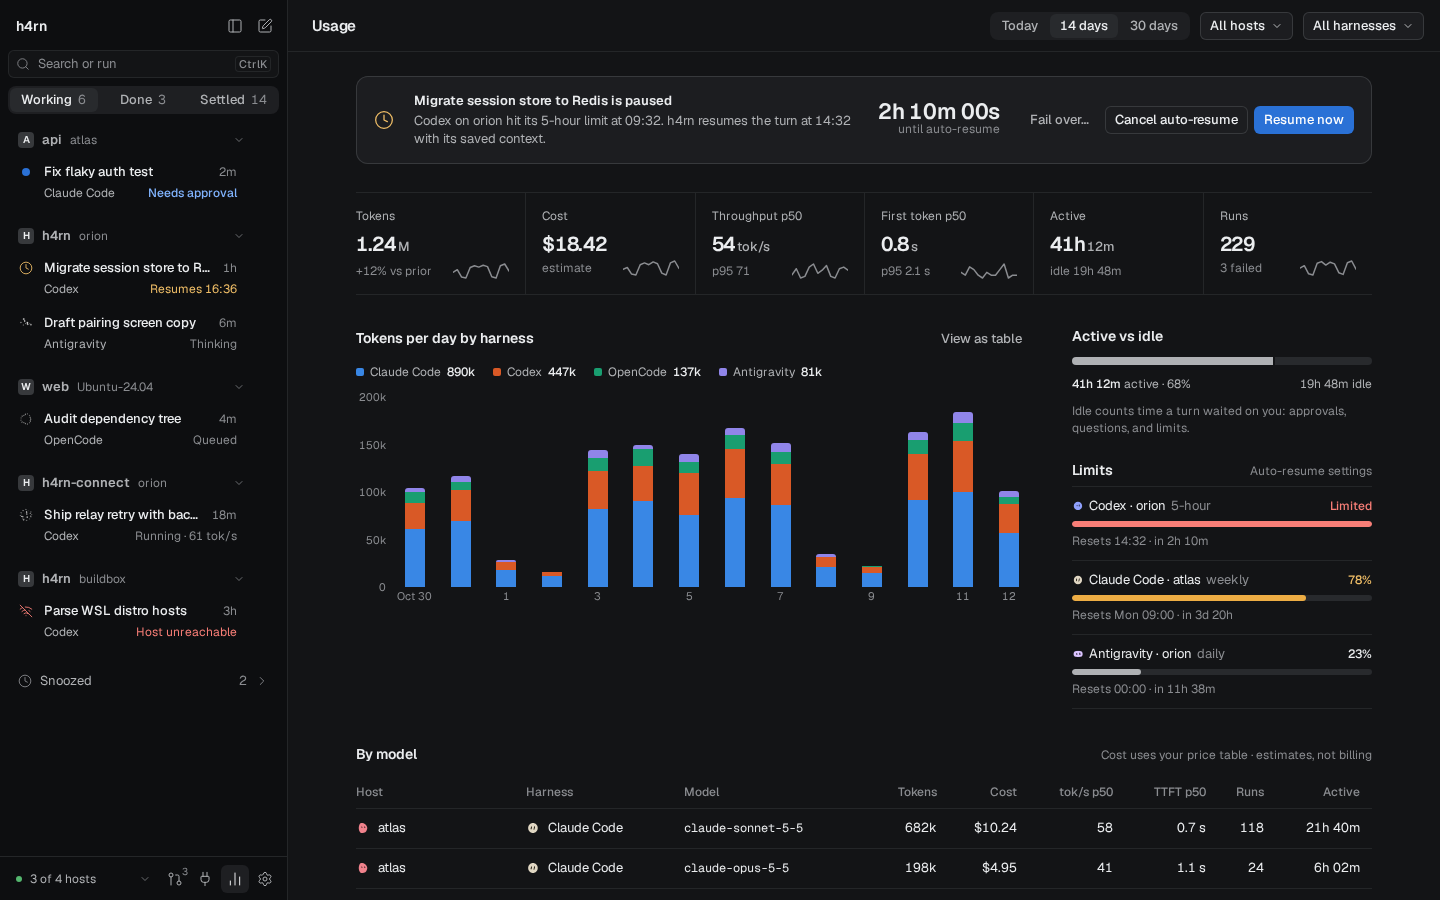 h4rn
Search or run
CtrlK
Working 6
Done 3
Settled 14
A api atlas
Fix flaky auth test 2m
Claude Code Needs approval
H h4rn orion
Migrate session store to R... 1h
Codex Resumes 16:36
Draft pairing screen copy 6m
Antigravity Thinking
W web Ubuntu-24.04
Audit dependency tree 4m
OpenCode Queued
H h4rn-connect orion
Ship relay retry with bac... 18m
Codex Running · 61 tok/s
H h4rn buildbox
Parse WSL distro hosts 3h
Codex Host unreachable
Snoozed 2
3 of 4 hosts
3
Usage
Today 14 days 30 days
All hosts
All harnesses
Migrate session store to Redis is paused
Codex on orion hit its 5-hour limit at 09:32. h4rn resumes the turn at 14:32
with its saved context.
2h 10m 00s
until auto-resume
Fail over...
Cancel auto-resume
Resume now
Tokens
1.24 M
+12% vs prior
Cost
$18.42
estimate
Throughput p50
54 tok/s
p95 71
First token p50
0.8 s
p95 2.1 s
Active
41h 12m
idle 19h 48m
Runs
229
3 failed
Tokens per day by harness
View as table
Claude Code 890k Codex 447k OpenCode 137k Antigravity 81k
200k
150k
100k
50k
0
Oct 30 1 3 5 7 9 11 12
Active vs idle
41h 12m active · 68% 19h 48m idle
Idle counts time a turn waited on you: approvals,
questions, and limits.
Limits Auto-resume settings
Codex · orion 5-hour Limited
Resets 14:32 · in 2h 10m
Claude Code · atlas weekly 78%
Resets Mon 09:00 · in 3d 20h
Antigravity · orion daily 23%
Resets 00:00 · in 11h 38m
By model
Cost uses your price table · estimates, not billing
Host Harness Model Tokens Cost tok/s p50 TTFT p50 Runs Active
atlas Claude Code claude-sonnet-5-5 682k $10.24 58 0.7 s 118 21h 40m
atlas Claude Code claude-opus-5-5 198k $4.95 41 1.1 s 24 6h 02m